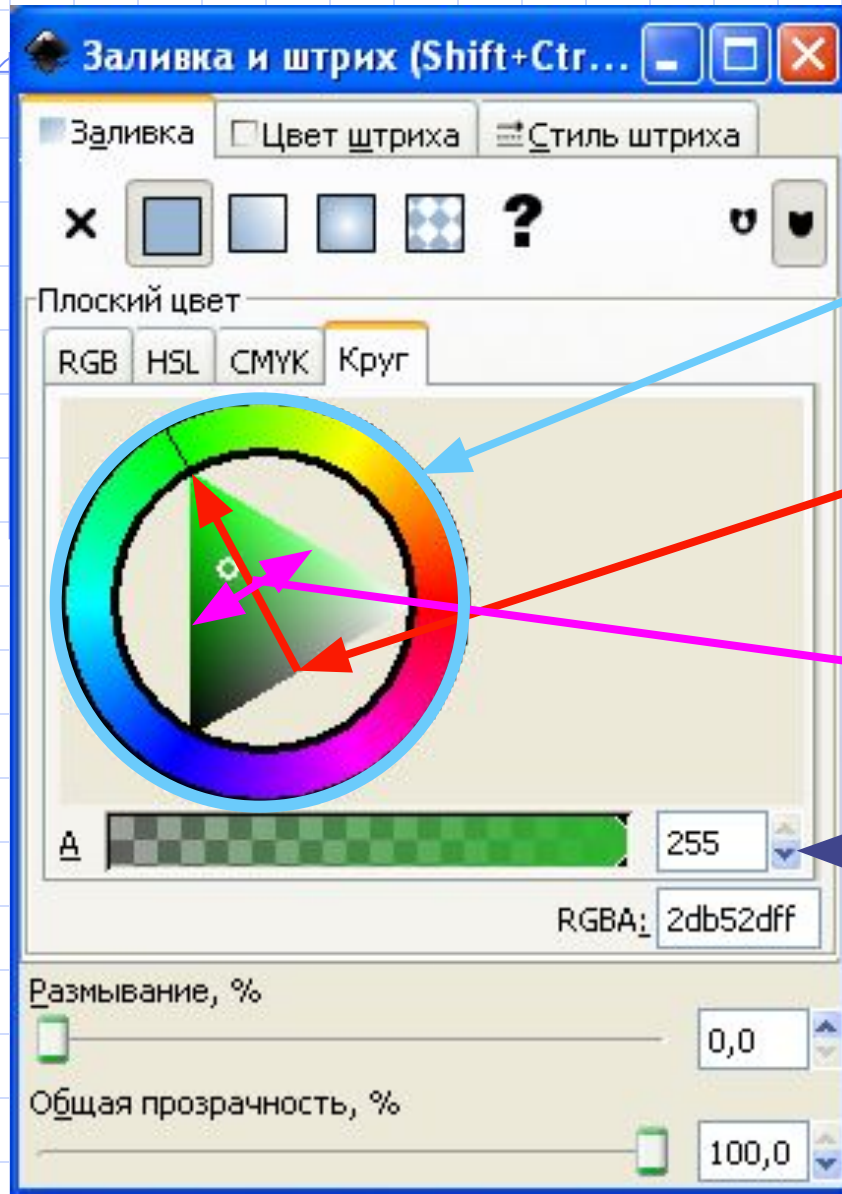 Заливка и штрих (Shift+Ctr...
Заливка Цвет штриха Стиль штриха
?
Плоский цвет
RGB HSL CMYK Круг
A 255
RGBA: 2db52dff
Размывание, %
0,0
Общая прозрачность, %
100,0